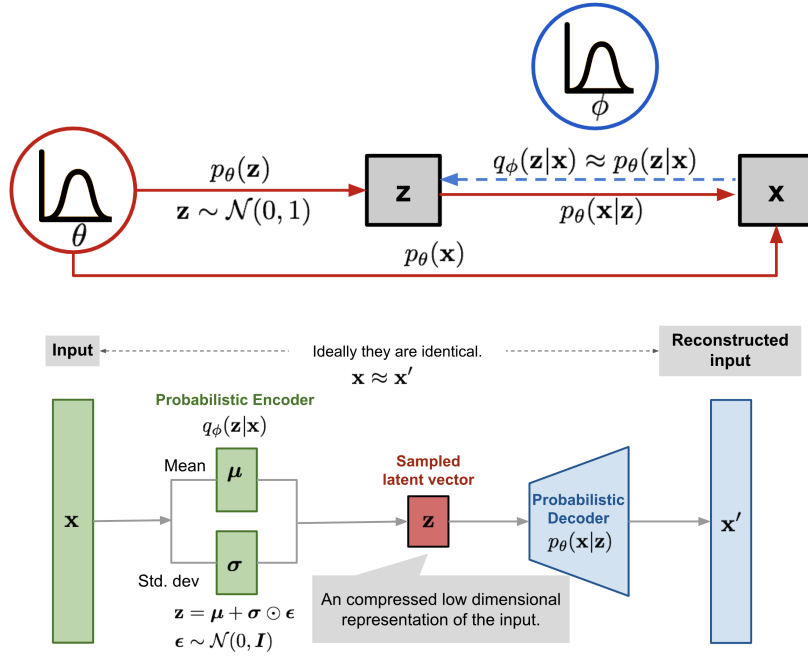 ϕ
q_ϕ(z|x) ≈ p_θ(z|x)
p_θ(z)
θ
z ∼ 𝒩(0, 1)
z
x
p_θ(x|z)
p_θ(x)
Input
Ideally they are identical.
x ≈ x′
Reconstructed
input
Probabilistic Encoder
q_ϕ(z|x)
Mean
μ
x
Std. dev
σ
z = μ + σ ⊙ ϵ
ϵ ∼ 𝒩(0, I)
Sampled
latent vector
z
An compressed low dimensional
representation of the input.
Probabilistic
Decoder
p_θ(x|z)
x′